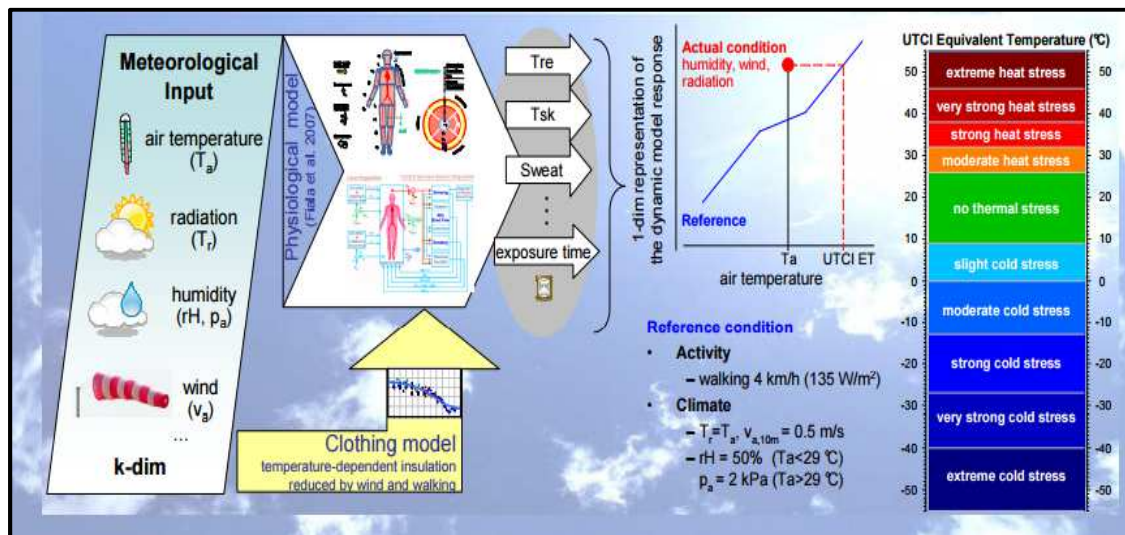 Meteorological
Input
air temperature
(Ta)
radiation
(Tr)
humidity
(rH, pa)
wind
(va)
...
k-dim
Physiological model
(Fiala et al. 2007)
Clothing model
temperature-dependent insulation
reduced by wind and walking
Tre
Tsk
Sweat
exposure time
1-dim representation of
the dynamic model response
Actual condition
humidity, wind,
radiation
Reference
Ta
UTCI ET
air temperature
Reference condition
• Activity
– walking 4 km/h (135 W/m²)
• Climate
– Tr=Ta, va,10m = 0.5 m/s
– rH = 50% (Ta<29 °C)
pa = 2 kPa (Ta>29 °C)
UTCI Equivalent Temperature (°C)
50 extreme heat stress 50
40 very strong heat stress 40
strong heat stress
30 moderate heat stress 30
20 no thermal stress 20
10 10
slight cold stress
0 0
moderate cold stress
-10 -10
-20 strong cold stress -20
-30 very strong cold stress -30
-40 -40
extreme cold stress
-50 -50